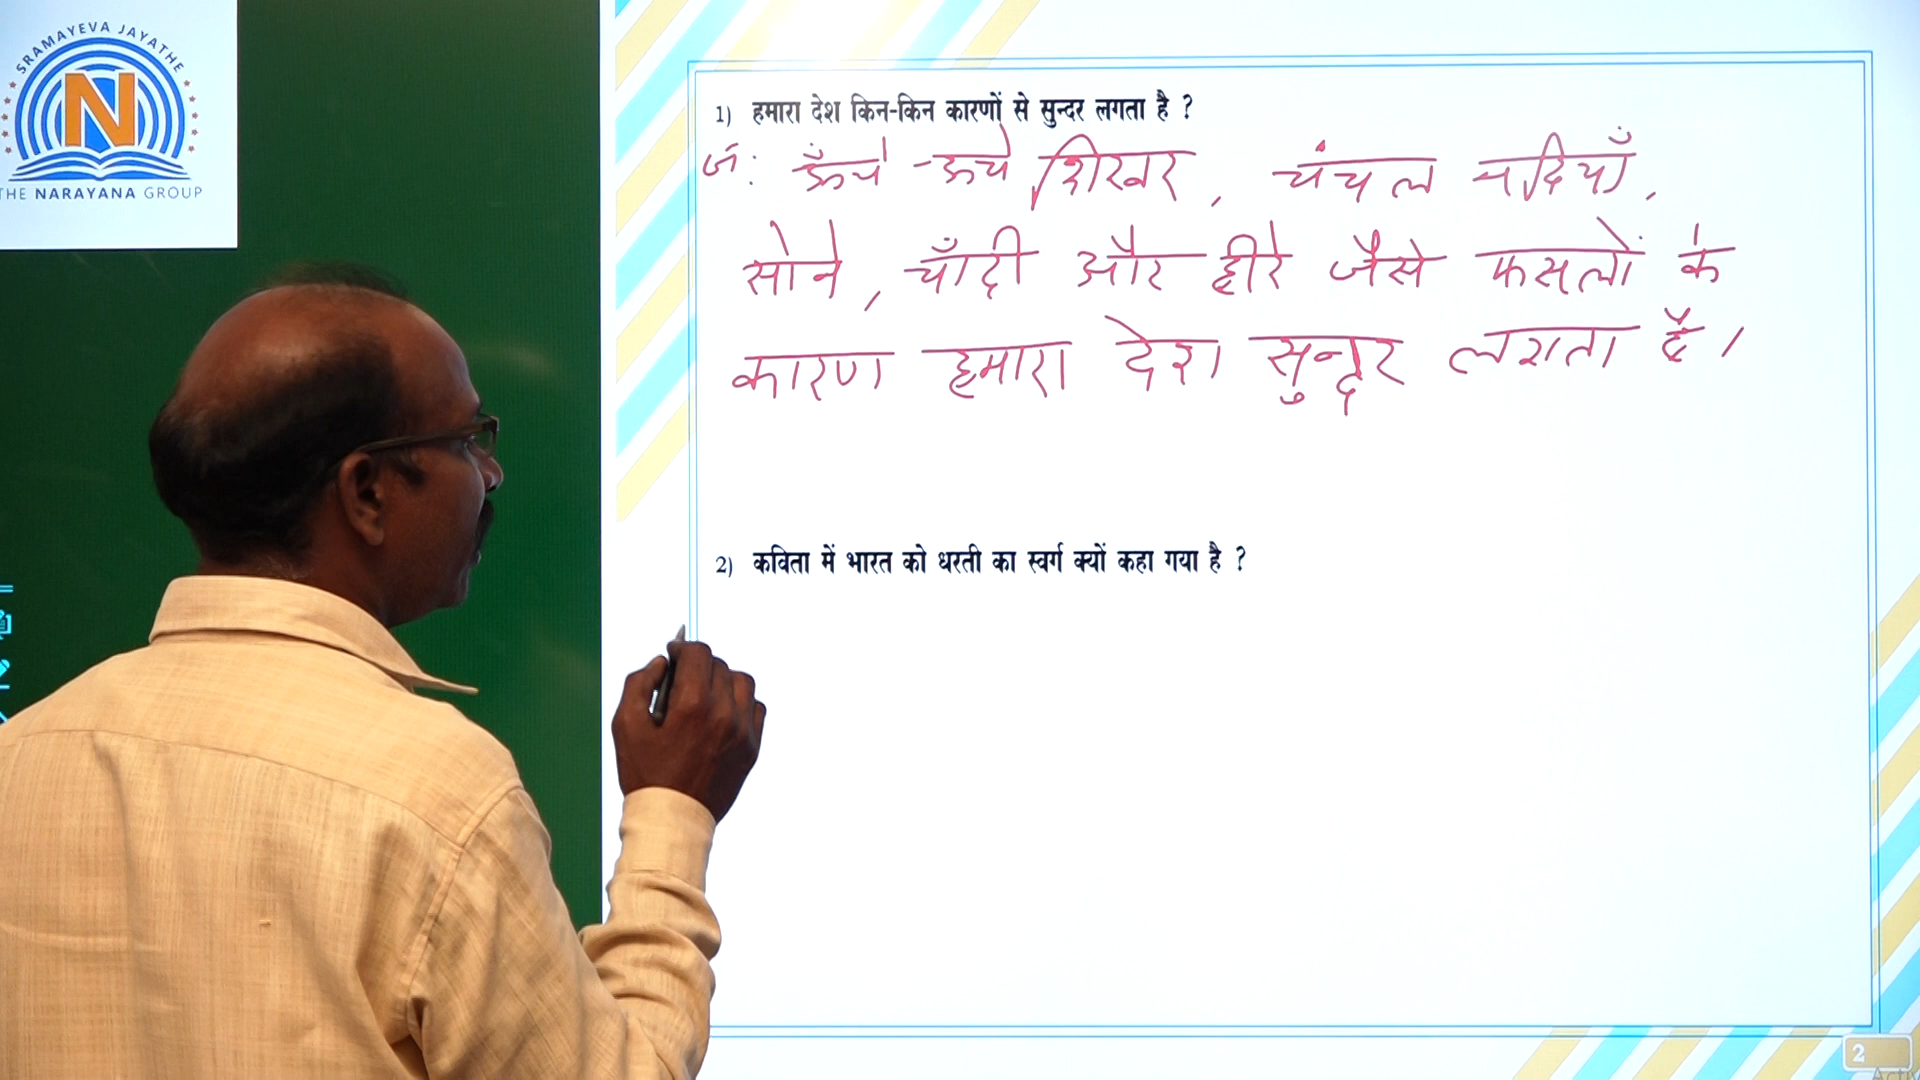 SRAMAYEVA JAYATHE
N
THE NARAYANA GROUP
1) हमारा देश किन-किन कारणों से सुन्दर लगता है ?
ज: ऊँचे -ऊचे शिखर, चंचल नदियाँ,
सोने, चाँदी और हीरे जैसे फसलों के
कारण हमारा देश सुन्दर लगता है ।
2) कविता में भारत को धरती का स्वर्ग क्यों कहा गया है ?
2